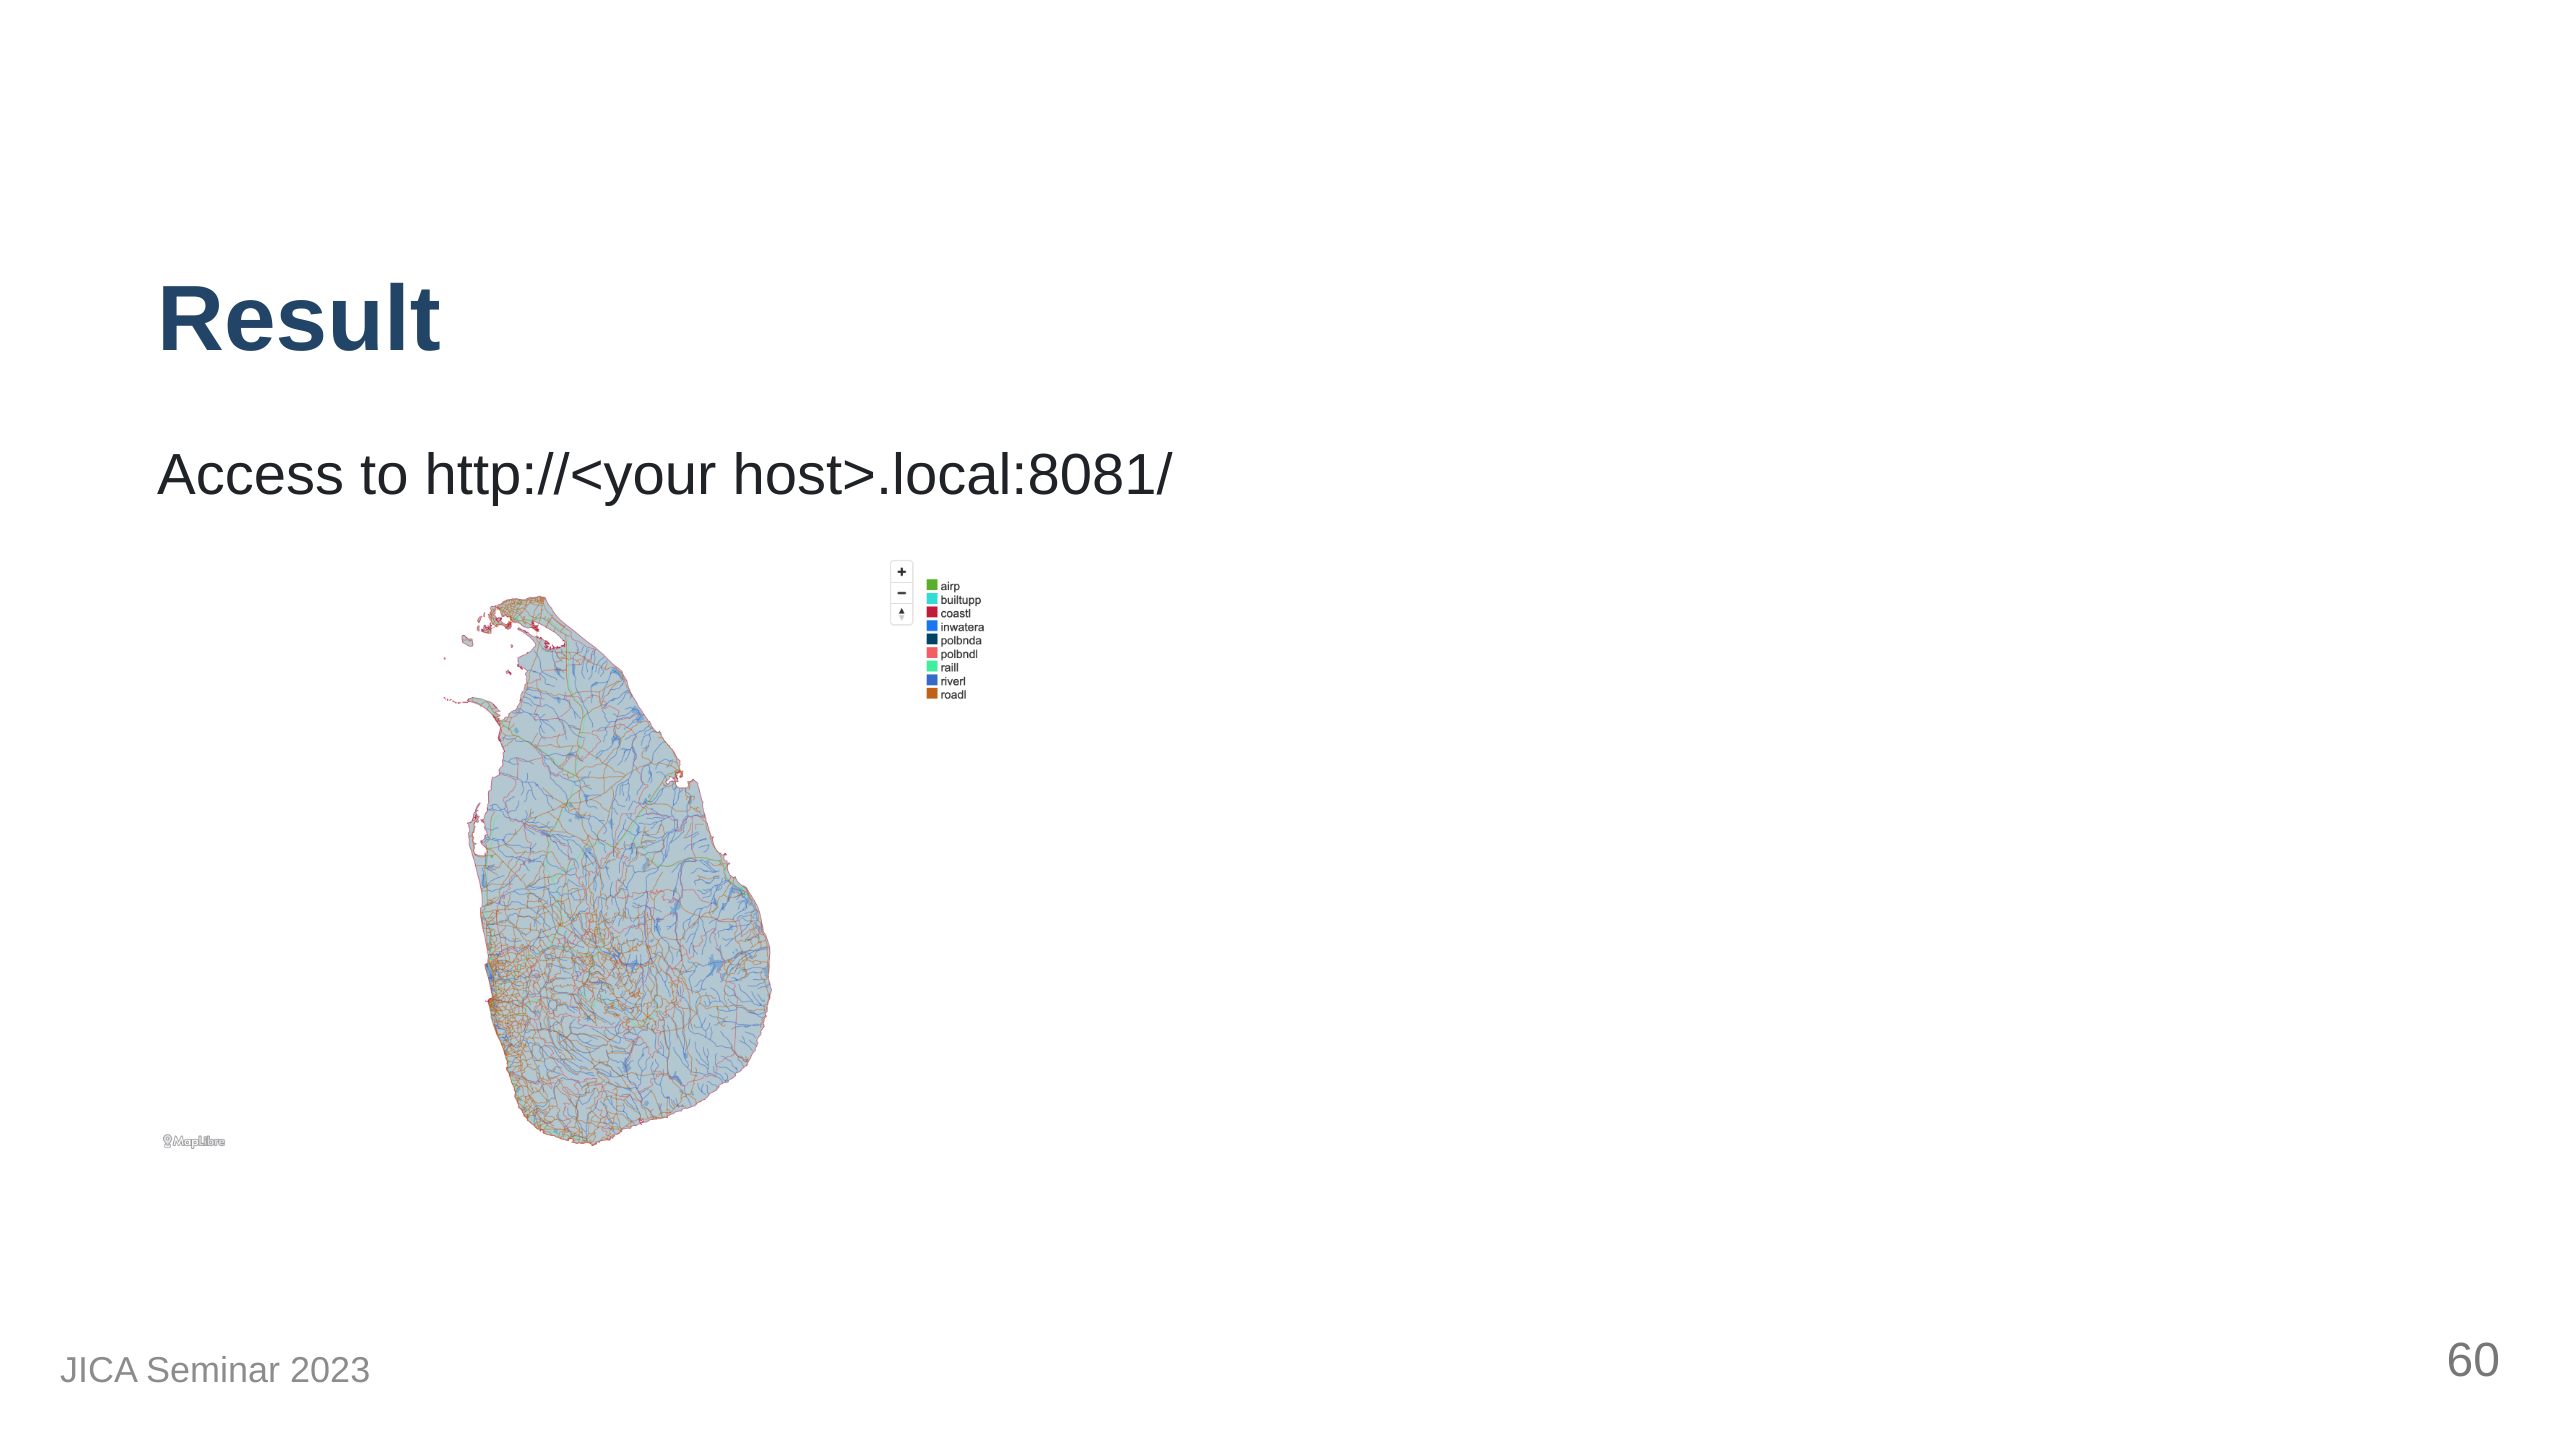 Result
Access to http://<your host>.local:8081/
airp
builtupp
coastl
inwatera
polbnda
polbndl
raill
riverl
roadl
MapLibre
JICA Seminar 2023
60